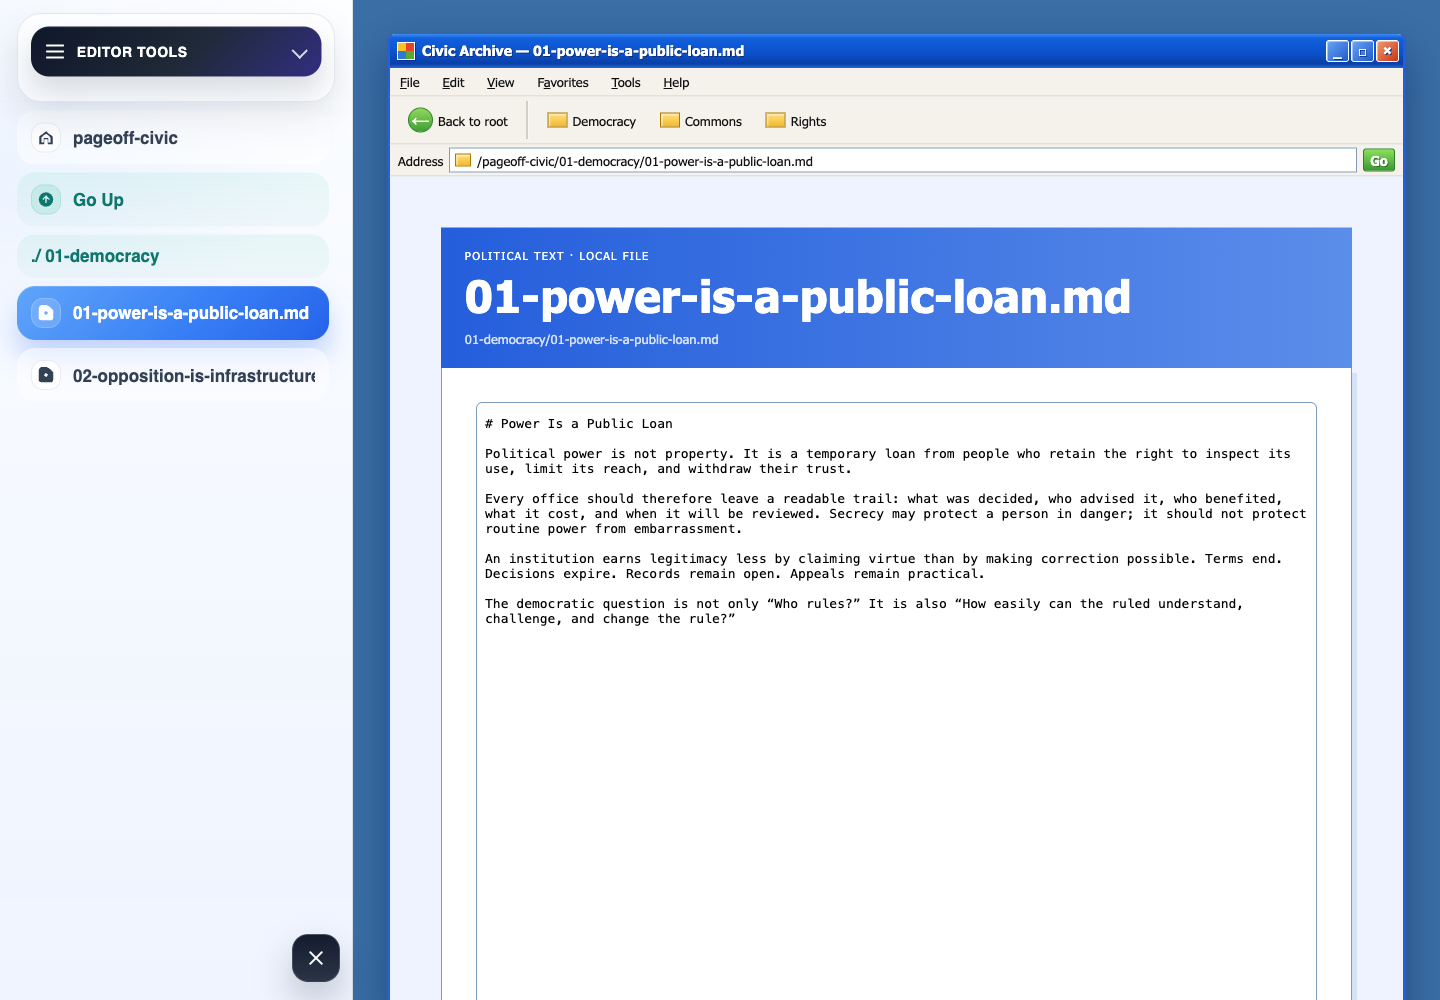 EDITOR TOOLS
pageoff-civic
Go Up
./ 01-democracy
01-power-is-a-public-loan.md
02-opposition-is-infrastructure
Civic Archive — 01-power-is-a-public-loan.md
File Edit View Favorites Tools Help
Back to root Democracy Commons Rights
Address /pageoff-civic/01-democracy/01-power-is-a-public-loan.md Go
POLITICAL TEXT · LOCAL FILE
01-power-is-a-public-loan.md
01-democracy/01-power-is-a-public-loan.md
# Power Is a Public Loan
Political power is not property. It is a temporary loan from people who retain the right to inspect its
use, limit its reach, and withdraw their trust.
Every office should therefore leave a readable trail: what was decided, who advised it, who benefited,
what it cost, and when it will be reviewed. Secrecy may protect a person in danger; it should not protect
routine power from embarrassment.
An institution earns legitimacy less by claiming virtue than by making correction possible. Terms end.
Decisions expire. Records remain open. Appeals remain practical.
The democratic question is not only “Who rules?” It is also “How easily can the ruled understand,
challenge, and change the rule?”